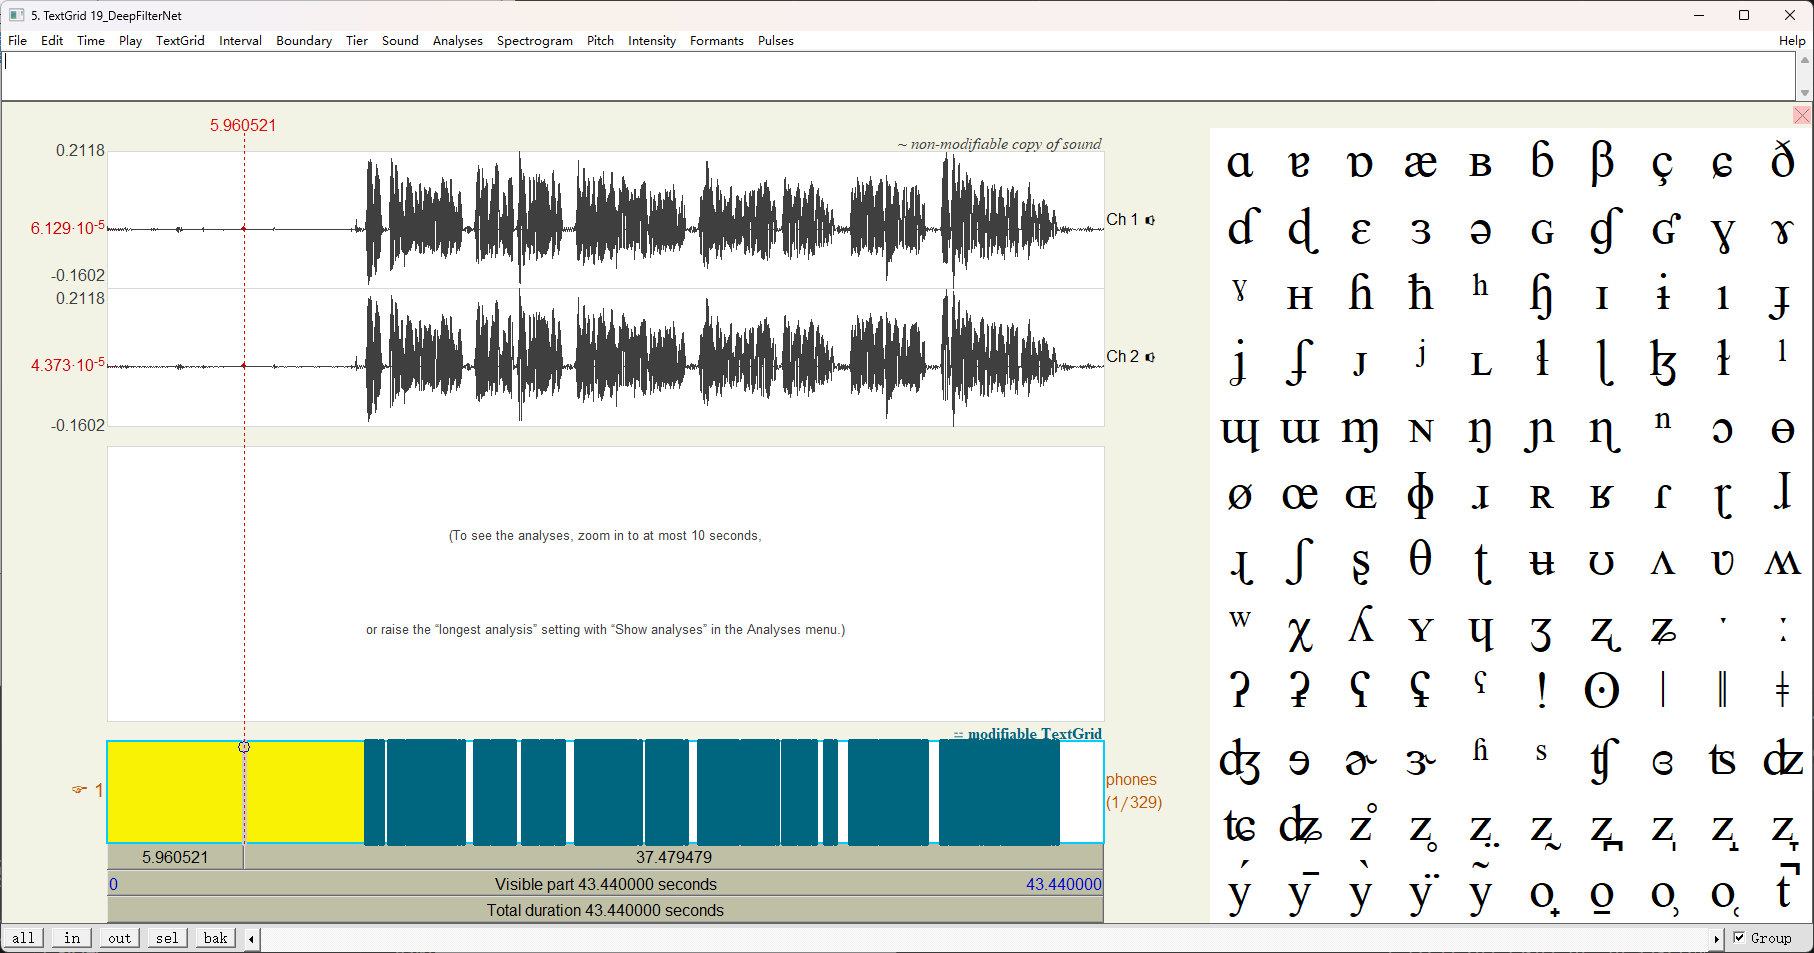 5. TextGrid 19_DeepFilterNet
File Edit Time Play TextGrid Interval Boundary Tier Sound Analyses Spectrogram Pitch Intensity Formants Pulses Help
5.960521
~ non-modifiable copy of sound
0.2118
6.129·10-5
-0.1602
Ch 1
0.2118
4.373·10-5
-0.1602
Ch 2
(To see the analyses, zoom in to at most 10 seconds,
or raise the “longest analysis” setting with “Show analyses” in the Analyses menu.)
modifiable TextGrid
1
phones
(1/329)
5.960521 37.479479
0 Visible part 43.440000 seconds 43.440000
Total duration 43.440000 seconds
ɑ ɐ ɒ æ ʙ ɓ β ç ɕ ð
ɗ ɖ ɛ ɜ ə ɢ ɠ ʛ ɣ ɤ
ˠ ʜ ɦ ħ ʰ ɧ ɪ ɨ ı ɟ
ʝ ʄ ᴊ ʲ ʟ ɬ ɭ ɮ ɫ ˡ
ɰ ɯ ɱ ɴ ŋ ɲ ɳ ⁿ ɔ ɵ
ø œ ɶ ɸ ɹ ʀ ʁ ɾ ɽ ɺ
ɻ ʃ ʂ θ ʈ ʉ ʊ ʌ ʋ ʍ
ʷ χ ʎ ʏ ɥ ʒ ʐ ʑ ˑ ː
ʔ ʡ ʕ ʢ ˤ ! ʘ ǀ ǁ ǂ
ʤ ɘ ɚ ɝ ʱ ˢ ʧ ɞ ʦ ʣ
ʨ ʥ z̊ z̥ z̤ z̰ z̪ z̩ z̟ z̞
ý ȳ ỳ ÿ ỹ o̟ o̠ o̹ o̜ t̚
all in out sel bak Group